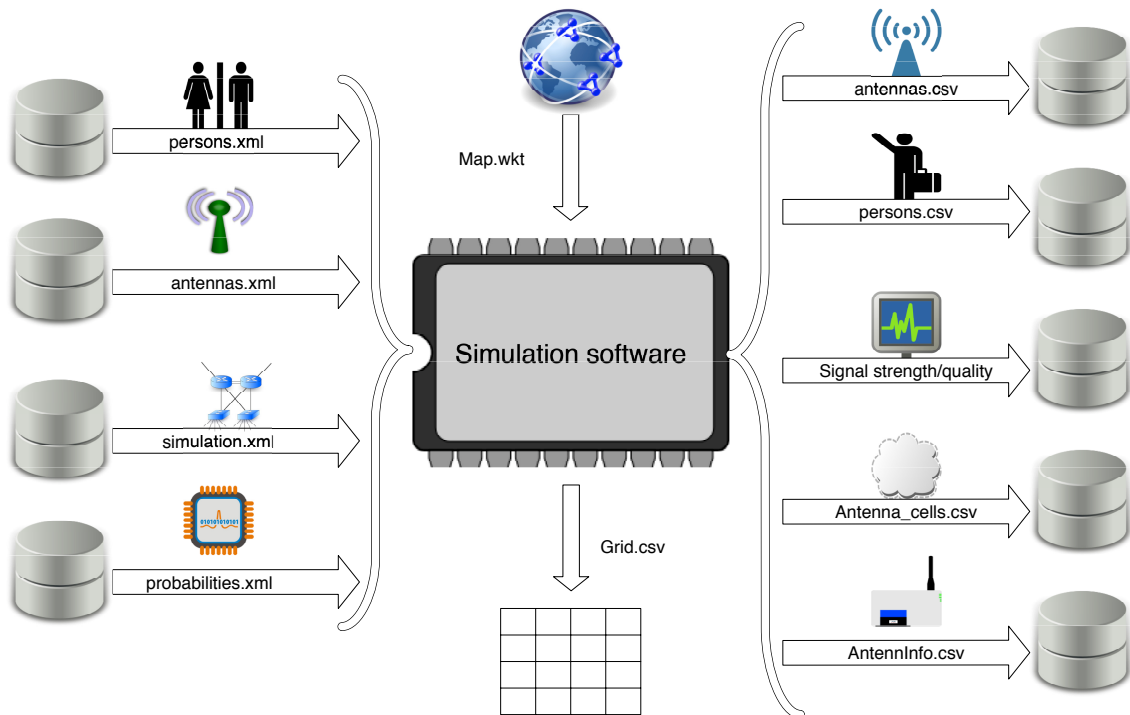 persons.xml
antennas.xml
simulation.xml
010101010101
probabilities.xml
Map.wkt
Simulation software
Grid.csv
antennas.csv
persons.csv
Signal strength/quality
Antenna_cells.csv
AntennInfo.csv